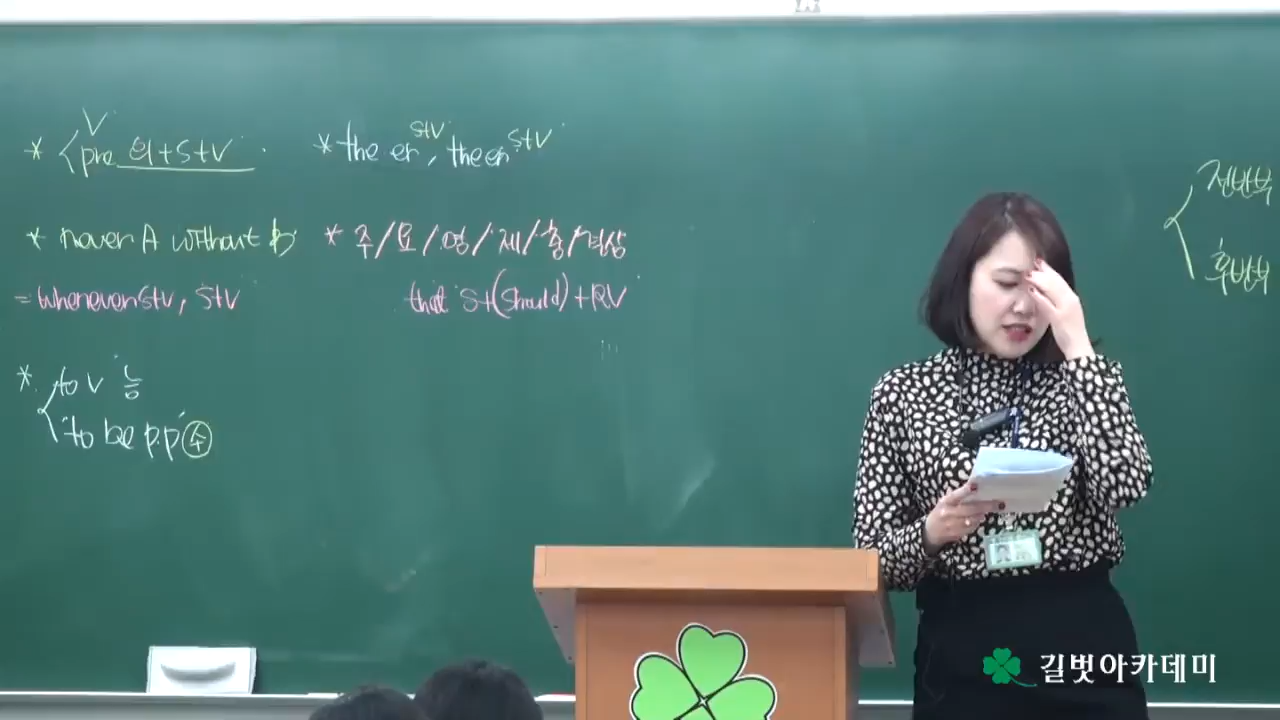 * V
pre 의+S+V
* the er S+V, the er S+V
* never A without B
= whenever S+V, S+V
* 주/요/명/제/충/결상
that S+(should)+RV
* to V 능
to be p.p 수
전반부
후반부
길벗아카데미